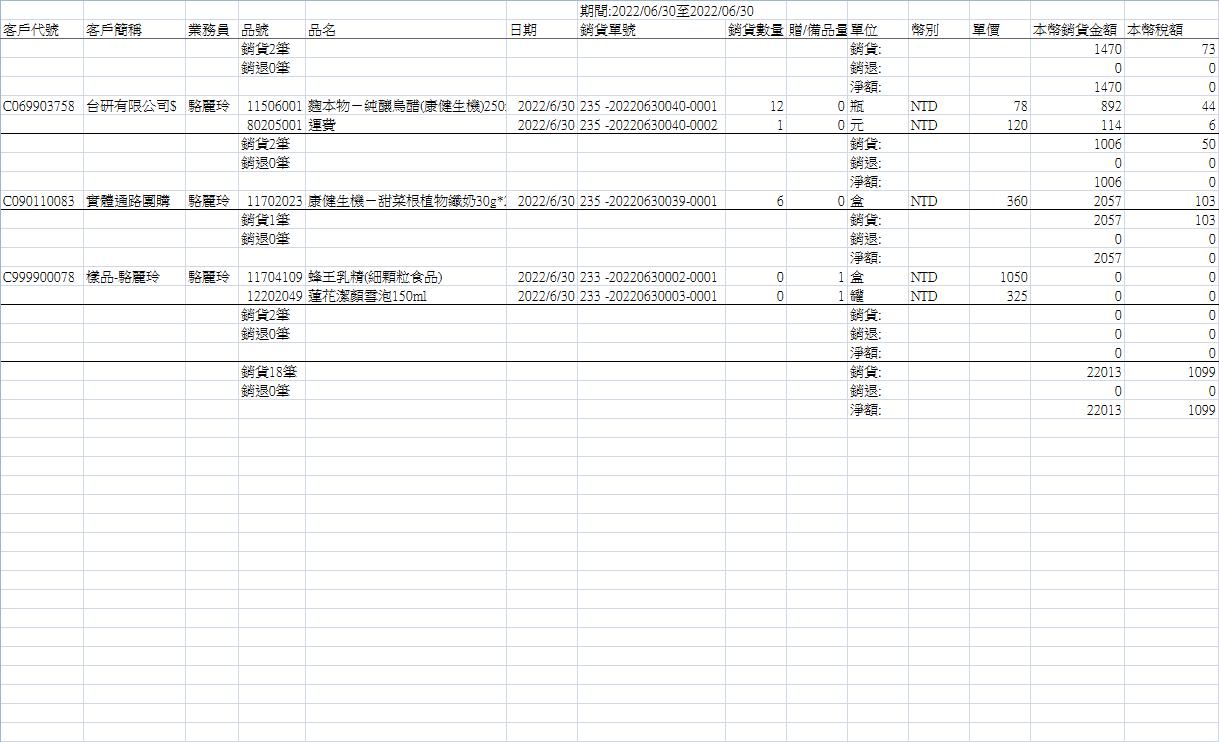 期間:2022/06/30至2022/06/30
客戶代號 客戶簡稱 業務員 品號 品名 日期 銷貨單號 銷貨數量 贈/備品量 單位 幣別 單價 本幣銷貨金額 本幣稅額
銷貨2筆 銷貨: 1470 73
銷退0筆 銷退: 0 0
淨額: 1470 0
C069903758 台研有限公司$ 駱麗玲 11506001 麴本物－純釀烏醋(康健生機)250 2022/6/30 235 -20220630040-0001 12 0 瓶 NTD 78 892 44
80205001 運費 2022/6/30 235 -20220630040-0002 1 0 元 NTD 120 114 6
銷貨2筆 銷貨: 1006 50
銷退0筆 銷退: 0 0
淨額: 1006 0
C090110083 實體通路團購 駱麗玲 11702023 康健生機－甜菜根植物纖奶30g* 2022/6/30 235 -20220630039-0001 6 0 盒 NTD 360 2057 103
銷貨1筆 銷貨: 2057 103
銷退0筆 銷退: 0 0
淨額: 2057 0
C999900078 樣品-駱麗玲 駱麗玲 11704109 蜂王乳精(細顆粒食品) 2022/6/30 233 -20220630002-0001 0 1 盒 NTD 1050 0 0
12202049 蓮花潔顏雪泡150ml 2022/6/30 233 -20220630003-0001 0 1 罐 NTD 325 0 0
銷貨2筆 銷貨: 0 0
銷退0筆 銷退: 0 0
淨額: 0 0
銷貨18筆 銷貨: 22013 1099
銷退0筆 銷退: 0 0
淨額: 22013 1099